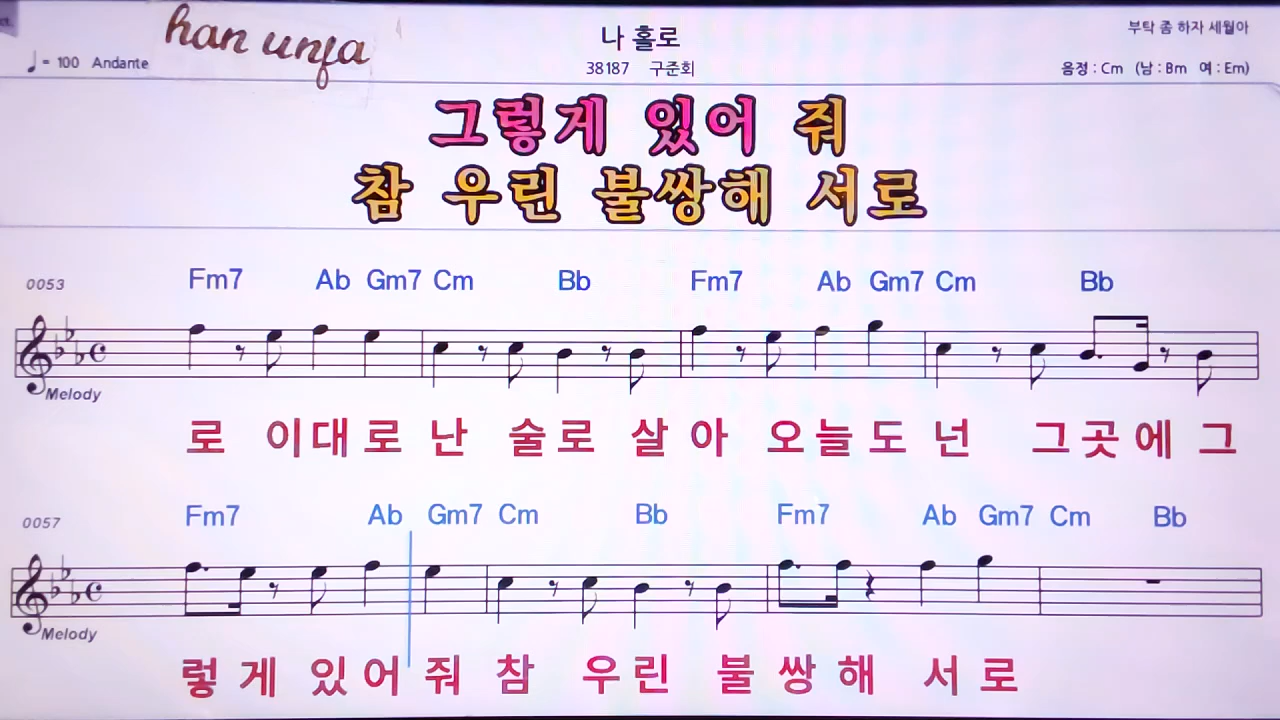 han unfa
나 홀로
부탁 좀 하자 세월아
♩= 100 Andante
38187 구준회
음정 : Cm (남 : Bm 여 : Em)
그렇게 있어 줘
참 우린 불쌍해 서로
0053 Fm7 Ab Gm7 Cm Bb Fm7 Ab Gm7 Cm Bb
Melody
로 이대로 난 술로 살아 오늘도 넌 그곳에 그
0057 Fm7 Ab Gm7 Cm Bb Fm7 Ab Gm7 Cm Bb
Melody
렇게 있어 줘 참 우린 불쌍해 서로